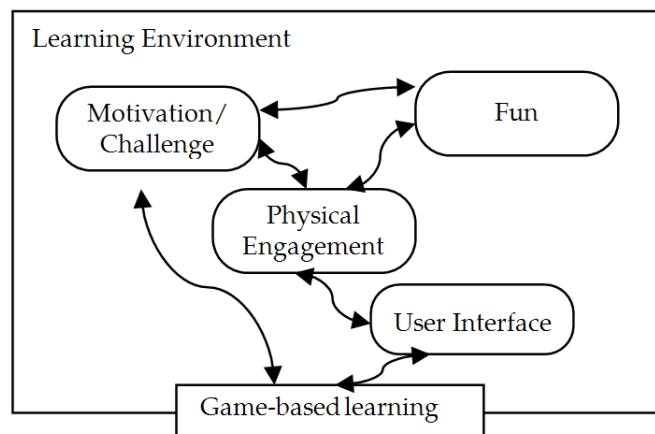 Learning Environment
Motivation/
Challenge
Fun
Physical
Engagement
User Interface
Game-based learning